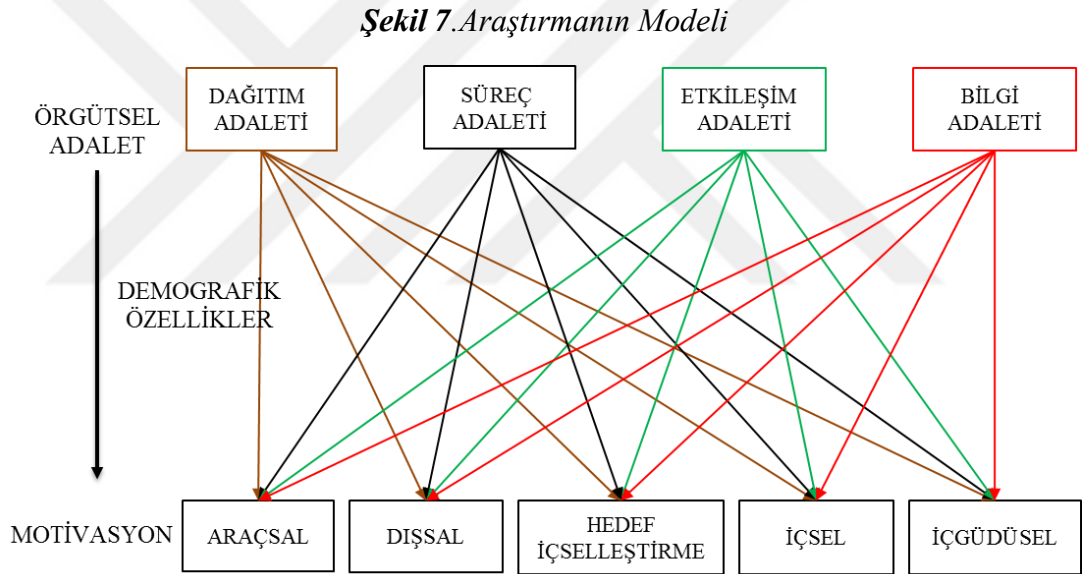 Şekil 7.Araştırmanın Modeli
ÖRGÜTSEL
ADALET
DAĞITIM
ADALETİ
SÜREÇ
ADALETİ
ETKİLEŞİM
ADALETİ
BİLGİ
ADALETİ
DEMOGRAFİK
ÖZELLİKLER
MOTİVASYON
ARAÇSAL
DIŞSAL
HEDEF
İÇSELLEŞTİRME
İÇSEL
İÇGÜDÜSEL